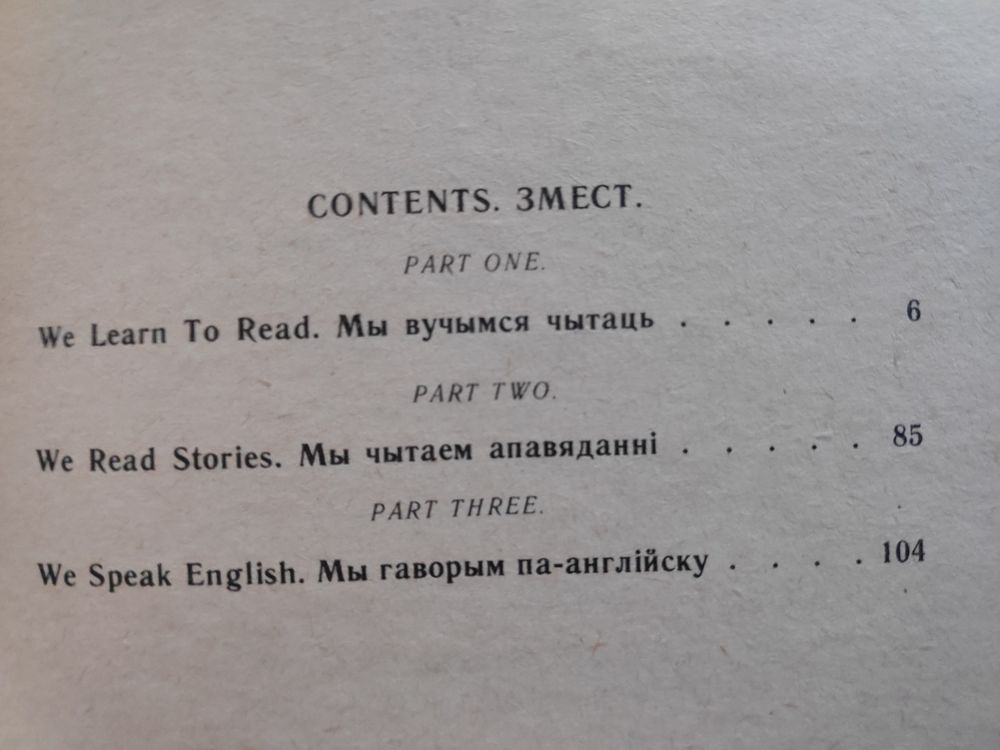 CONTENTS. ЗМЕСТ.
PART ONE.
We Learn To Read. Мы вучымся чытаць . . . . . 6
PART TWO.
We Read Stories. Мы чытаем апавяданні . . . . . 85
PART THREE.
We Speak English. Мы гаворым па-англійску . . . . 104